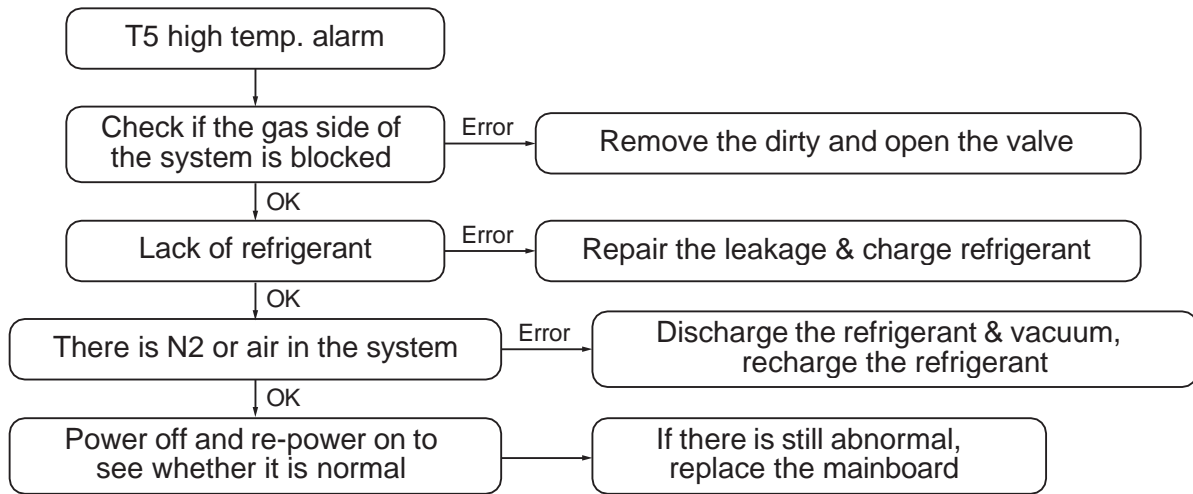 T5 high temp. alarm
Check if the gas side of
the system is blocked
Error
Remove the dirty and open the valve
OK
Lack of refrigerant
Error
Repair the leakage & charge refrigerant
OK
There is N2 or air in the system
Error
Discharge the refrigerant & vacuum,
recharge the refrigerant
OK
Power off and re-power on to
see whether it is normal
If there is still abnormal,
replace the mainboard